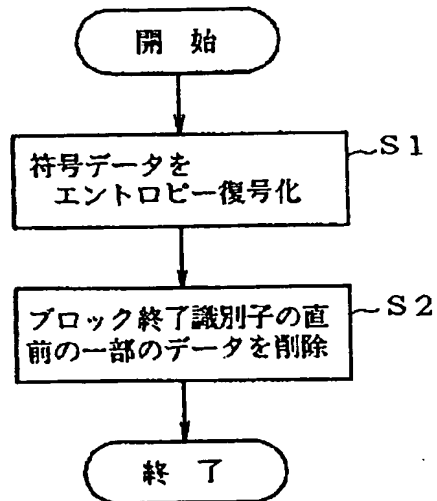 開始
符号データを
エントロピー復号化
S1
ブロック終了識別子の直
前の一部のデータを削除
S2
終了